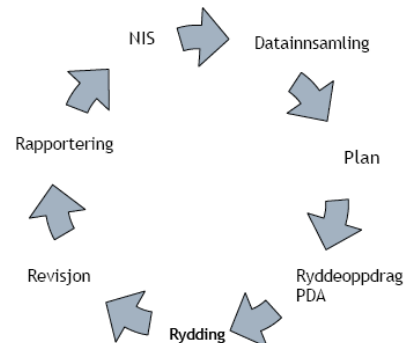 NIS
Datainnsamling
Plan
Ryddeoppdrag
PDA
Rydding
Revisjon
Rapportering